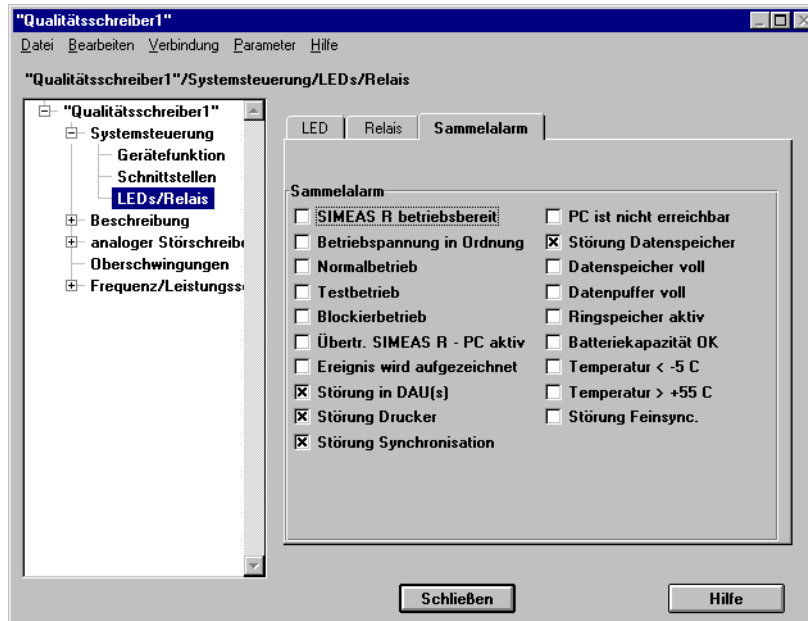 "Qualitätsschreiber1"
Datei Bearbeiten Verbindung Parameter Hilfe
"Qualitätsschreiber1"/Systemsteuerung/LEDs/Relais
"Qualitätsschreiber1"
Systemsteuerung
Gerätefunktion
Schnittstellen
LEDs/Relais
Beschreibung
analoger Störschreibe
Oberschwingungen
Frequenz/Leistungss
LED Relais Sammelalarm
Sammelalarm
SIMEAS R betriebsbereit
Betriebspannung in Ordnung
Normalbetrieb
Testbetrieb
Blockierbetrieb
Übertr. SIMEAS R - PC aktiv
Ereignis wird aufgezeichnet
Störung in DAU(s)
Störung Drucker
Störung Synchronisation
PC ist nicht erreichbar
Störung Datenspeicher
Datenspeicher voll
Datenpuffer voll
Ringspeicher aktiv
Batteriekapazität OK
Temperatur < -5 C
Temperatur > +55 C
Störung Feinsync.
Schließen Hilfe